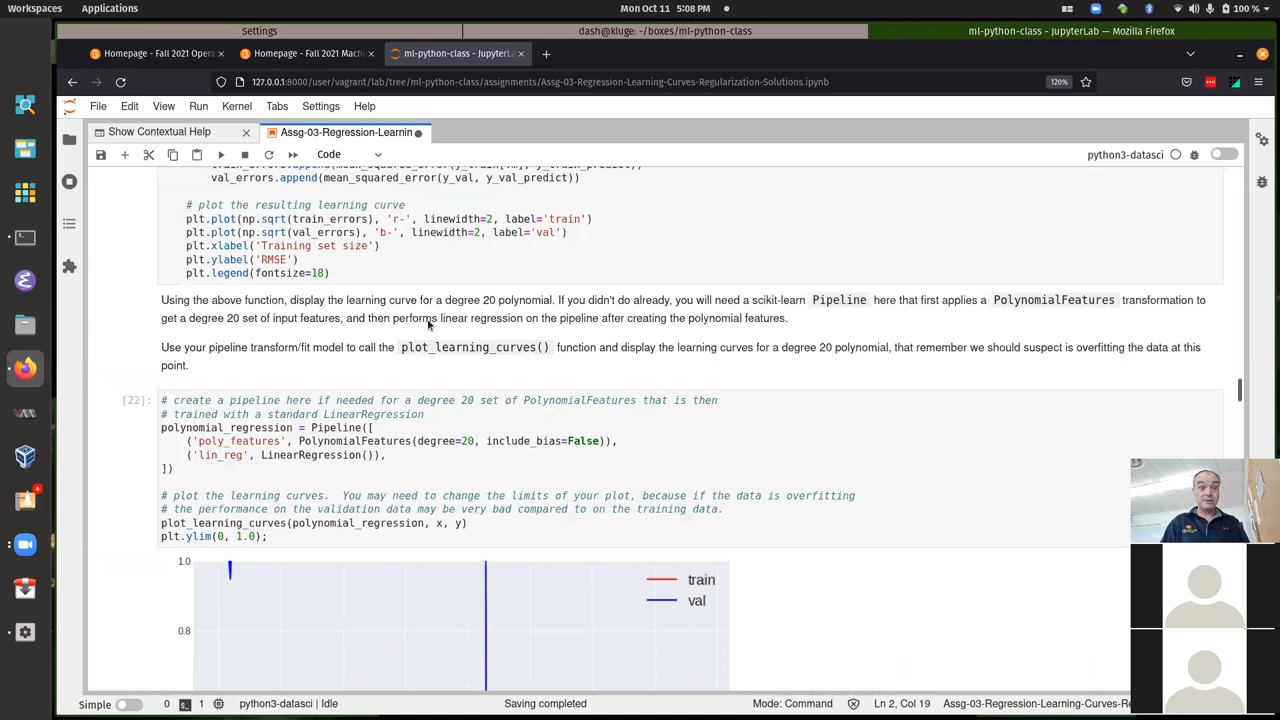 Workspaces Applications Mon Oct 11 5:08 PM 100 %
Settings dash@kluge: ~/boxes/ml-python-class ml-python-class - JupyterLab — Mozilla Firefox
Homepage - Fall 2021 Opera Homepage - Fall 2021 Machi ml-python-class - JupyterLab
127.0.0.1:8000/user/vagrant/lab/tree/ml-python-class/assignments/Assg-03-Regression-Learning-Curves-Regularization-Solutions.ipynb 120%
File Edit View Run Kernel Tabs Settings Help
Show Contextual Help Assg-03-Regression-Learnin
Code python3-datasci
val_errors.append(mean_squared_error(y_val, y_val_predict))
# plot the resulting learning curve
plt.plot(np.sqrt(train_errors), 'r-', linewidth=2, label='train')
plt.plot(np.sqrt(val_errors), 'b-', linewidth=2, label='val')
plt.xlabel('Training set size')
plt.ylabel('RMSE')
plt.legend(fontsize=18)
Using the above function, display the learning curve for a degree 20 polynomial. If you didn't do already, you will need a scikit-learn Pipeline here that first applies a PolynomialFeatures transformation to
get a degree 20 set of input features, and then performs linear regression on the pipeline after creating the polynomial features.
Use your pipeline transform/fit model to call the plot_learning_curves() function and display the learning curves for a degree 20 polynomial, that remember we should suspect is overfitting the data at this
point.
[22]: # create a pipeline here if needed for a degree 20 set of PolynomialFeatures that is then
# trained with a standard LinearRegression
polynomial_regression = Pipeline([
('poly_features', PolynomialFeatures(degree=20, include_bias=False)),
('lin_reg', LinearRegression()),
])
# plot the learning curves. You may need to change the limits of your plot, because if the data is overfitting
# the performance on the validation data may be very bad compared to on the training data.
plot_learning_curves(polynomial_regression, x, y)
plt.ylim(0, 1.0);
1.0
train
val
0.8
Simple 0 1 python3-datasci | Idle Saving completed Mode: Command Ln 2, Col 19 Assg-03-Regression-Learning-Curves-Re